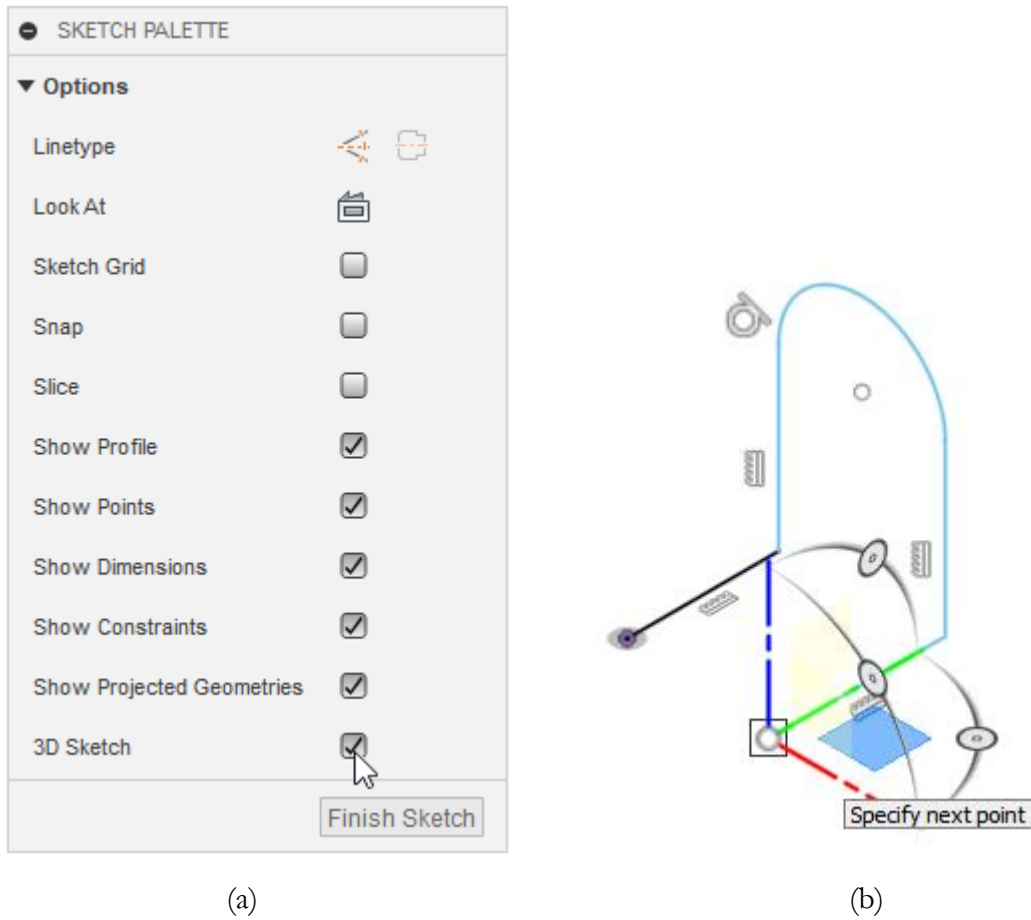 SKETCH PALETTE
Options
Linetype
Look At
Sketch Grid
Snap
Slice
Show Profile
Show Points
Show Dimensions
Show Constraints
Show Projected Geometries
3D Sketch
Finish Sketch
Specify next point
(a)
(b)